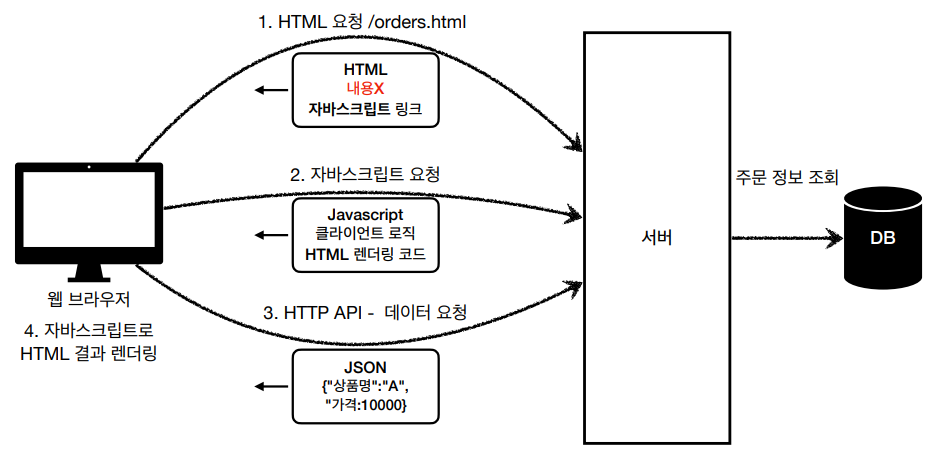 1. HTML 요청 /orders.html
HTML
내용X
자바스크립트 링크
2. 자바스크립트 요청
Javascript
클라이언트 로직
HTML 렌더링 코드
3. HTTP API - 데이터 요청
JSON
{"상품명":"A",
"가격:10000}
웹 브라우저
4. 자바스크립트로
HTML 결과 렌더링
서버
주문 정보 조회
DB